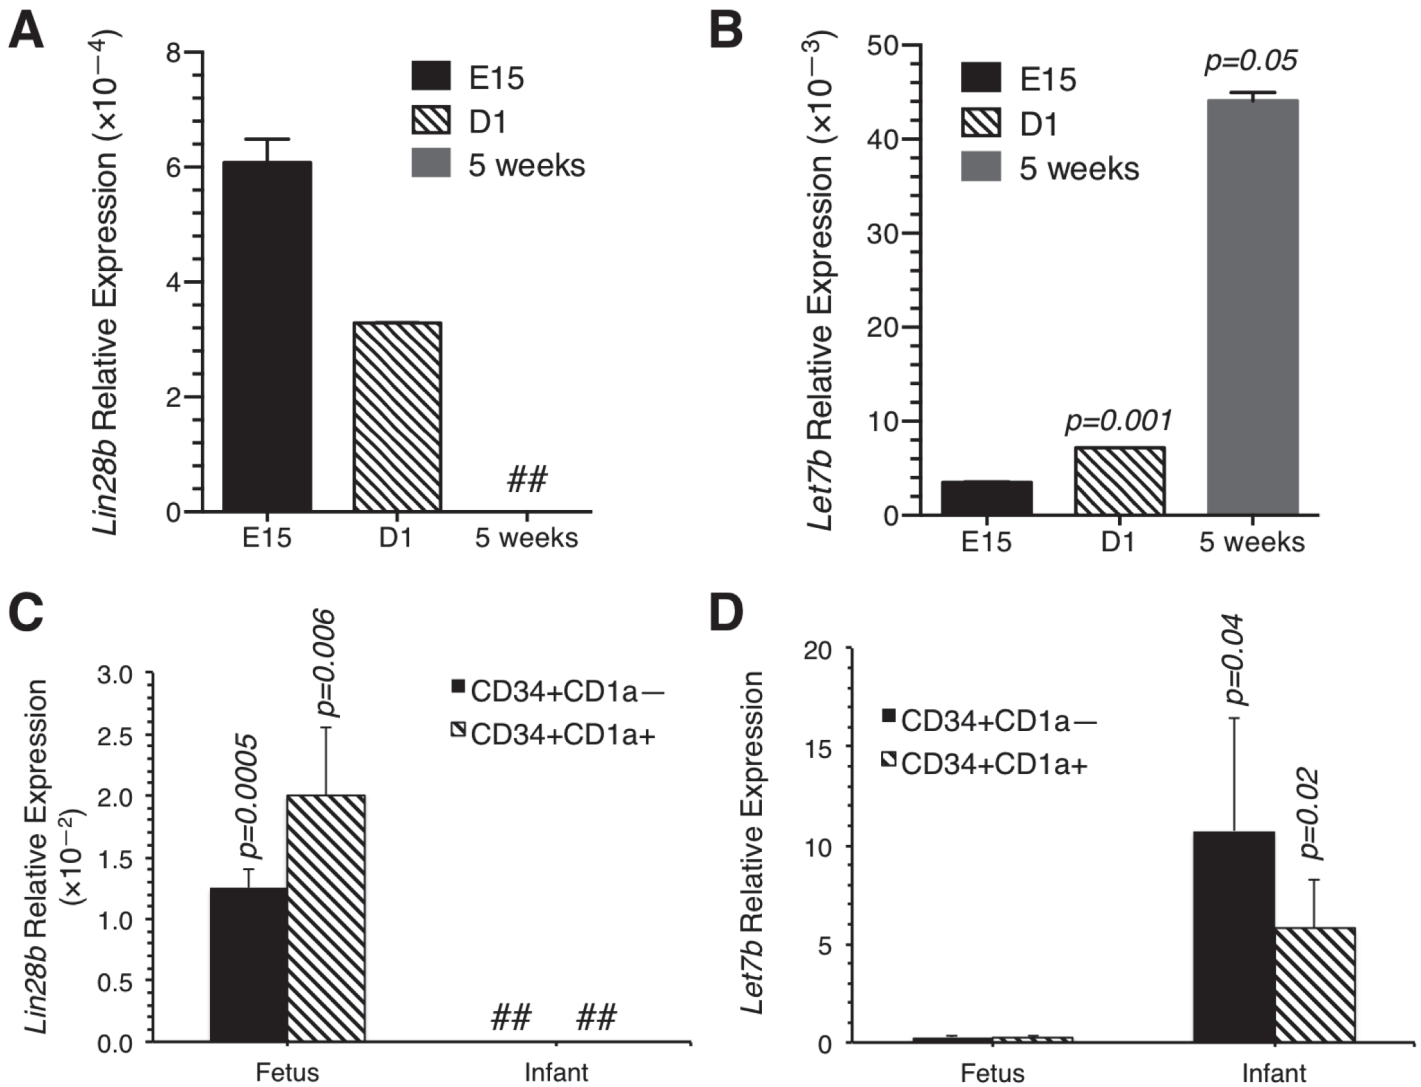 A
Lin28b Relative Expression (×10−4)
8
6
4
2
0
E15
D1
5 weeks
##
E15
D1
5 weeks
B
Let7b Relative Expression (×10−3)
50
40
30
20
10
0
E15
D1
5 weeks
p=0.05
p=0.001
E15
D1
5 weeks
C
Lin28b Relative Expression
(×10−2)
3.0
2.5
2.0
1.5
1.0
0.5
0.0
p=0.0005
p=0.006
CD34+CD1a—
CD34+CD1a+
##
##
Fetus
Infant
D
Let7b Relative Expression
20
15
10
5
0
CD34+CD1a—
CD34+CD1a+
p=0.04
p=0.02
Fetus
Infant